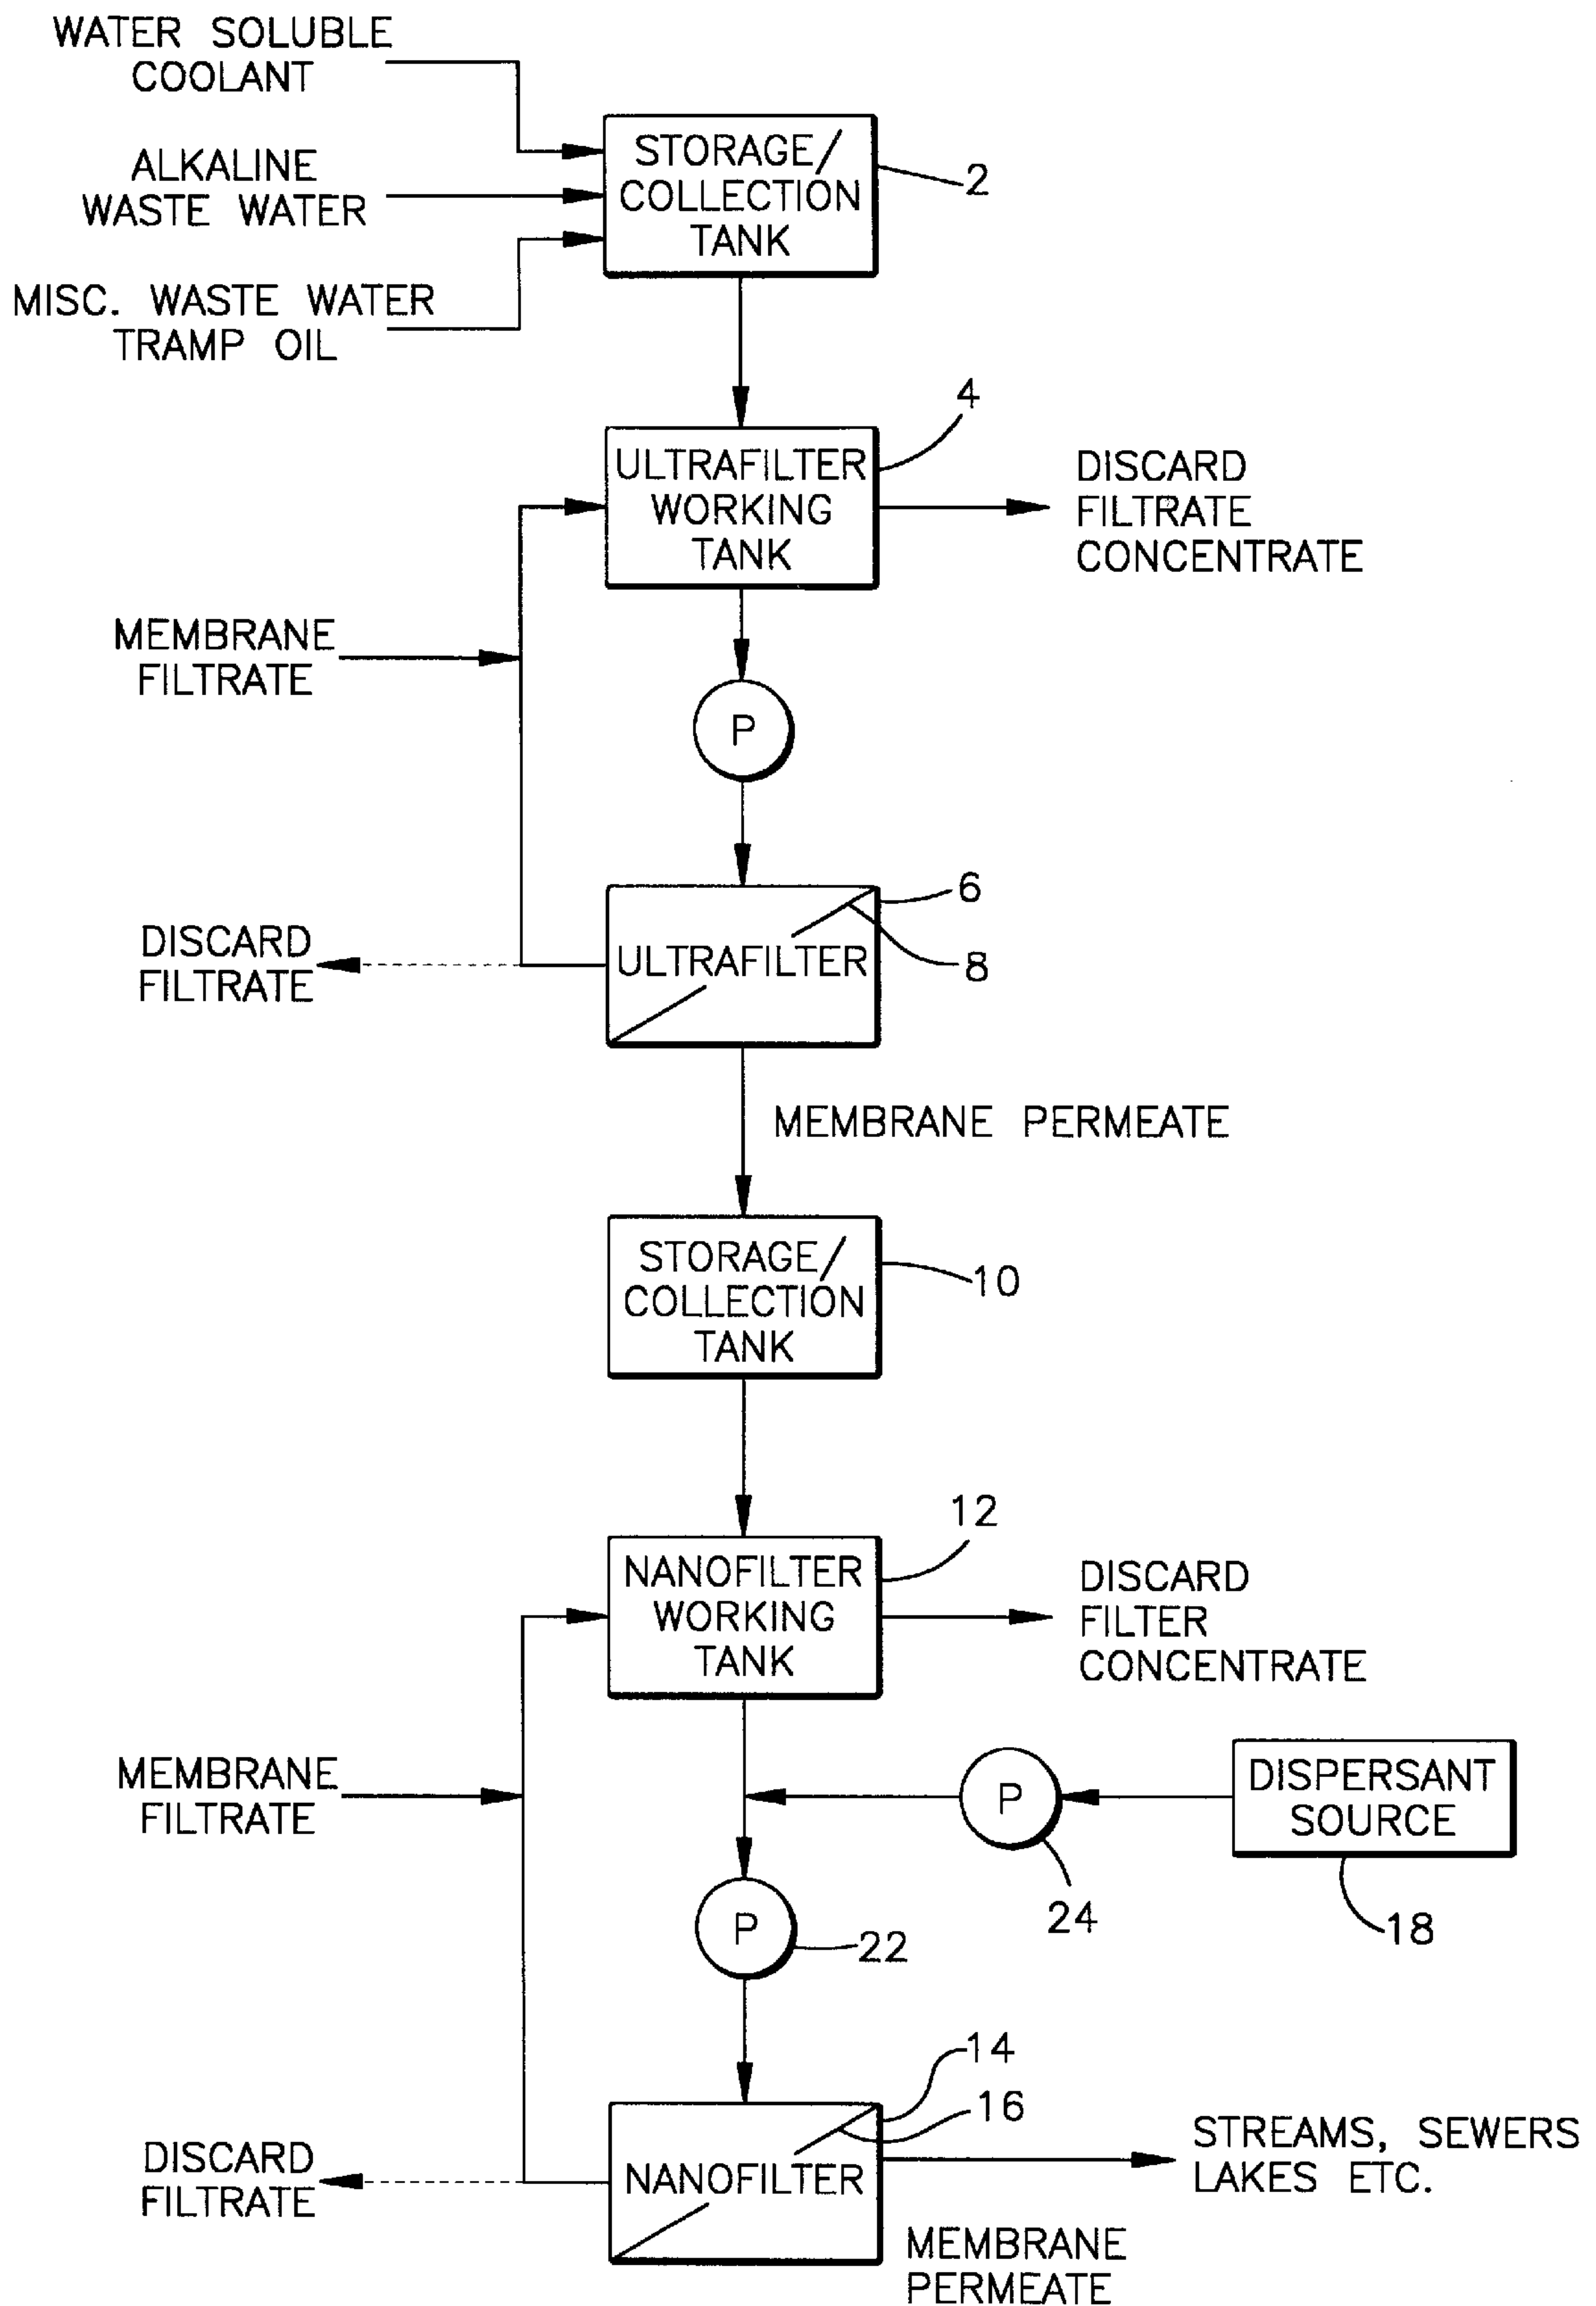 WATER SOLUBLE
COOLANT
ALKALINE
WASTE WATER
MISC. WASTE WATER
TRAMP OIL
STORAGE/
COLLECTION
TANK
2
4
ULTRAFILTER
WORKING
TANK
DISCARD
FILTRATE
CONCENTRATE
MEMBRANE
FILTRATE
P
6
8
ULTRAFILTER
DISCARD
FILTRATE
MEMBRANE PERMEATE
STORAGE/
COLLECTION
TANK
10
12
NANOFILTER
WORKING
TANK
DISCARD
FILTER
CONCENTRATE
MEMBRANE
FILTRATE
P
24
DISPERSANT
SOURCE
18
P
22
14
16
NANOFILTER
DISCARD
FILTRATE
STREAMS, SEWERS
LAKES ETC.
MEMBRANE
PERMEATE